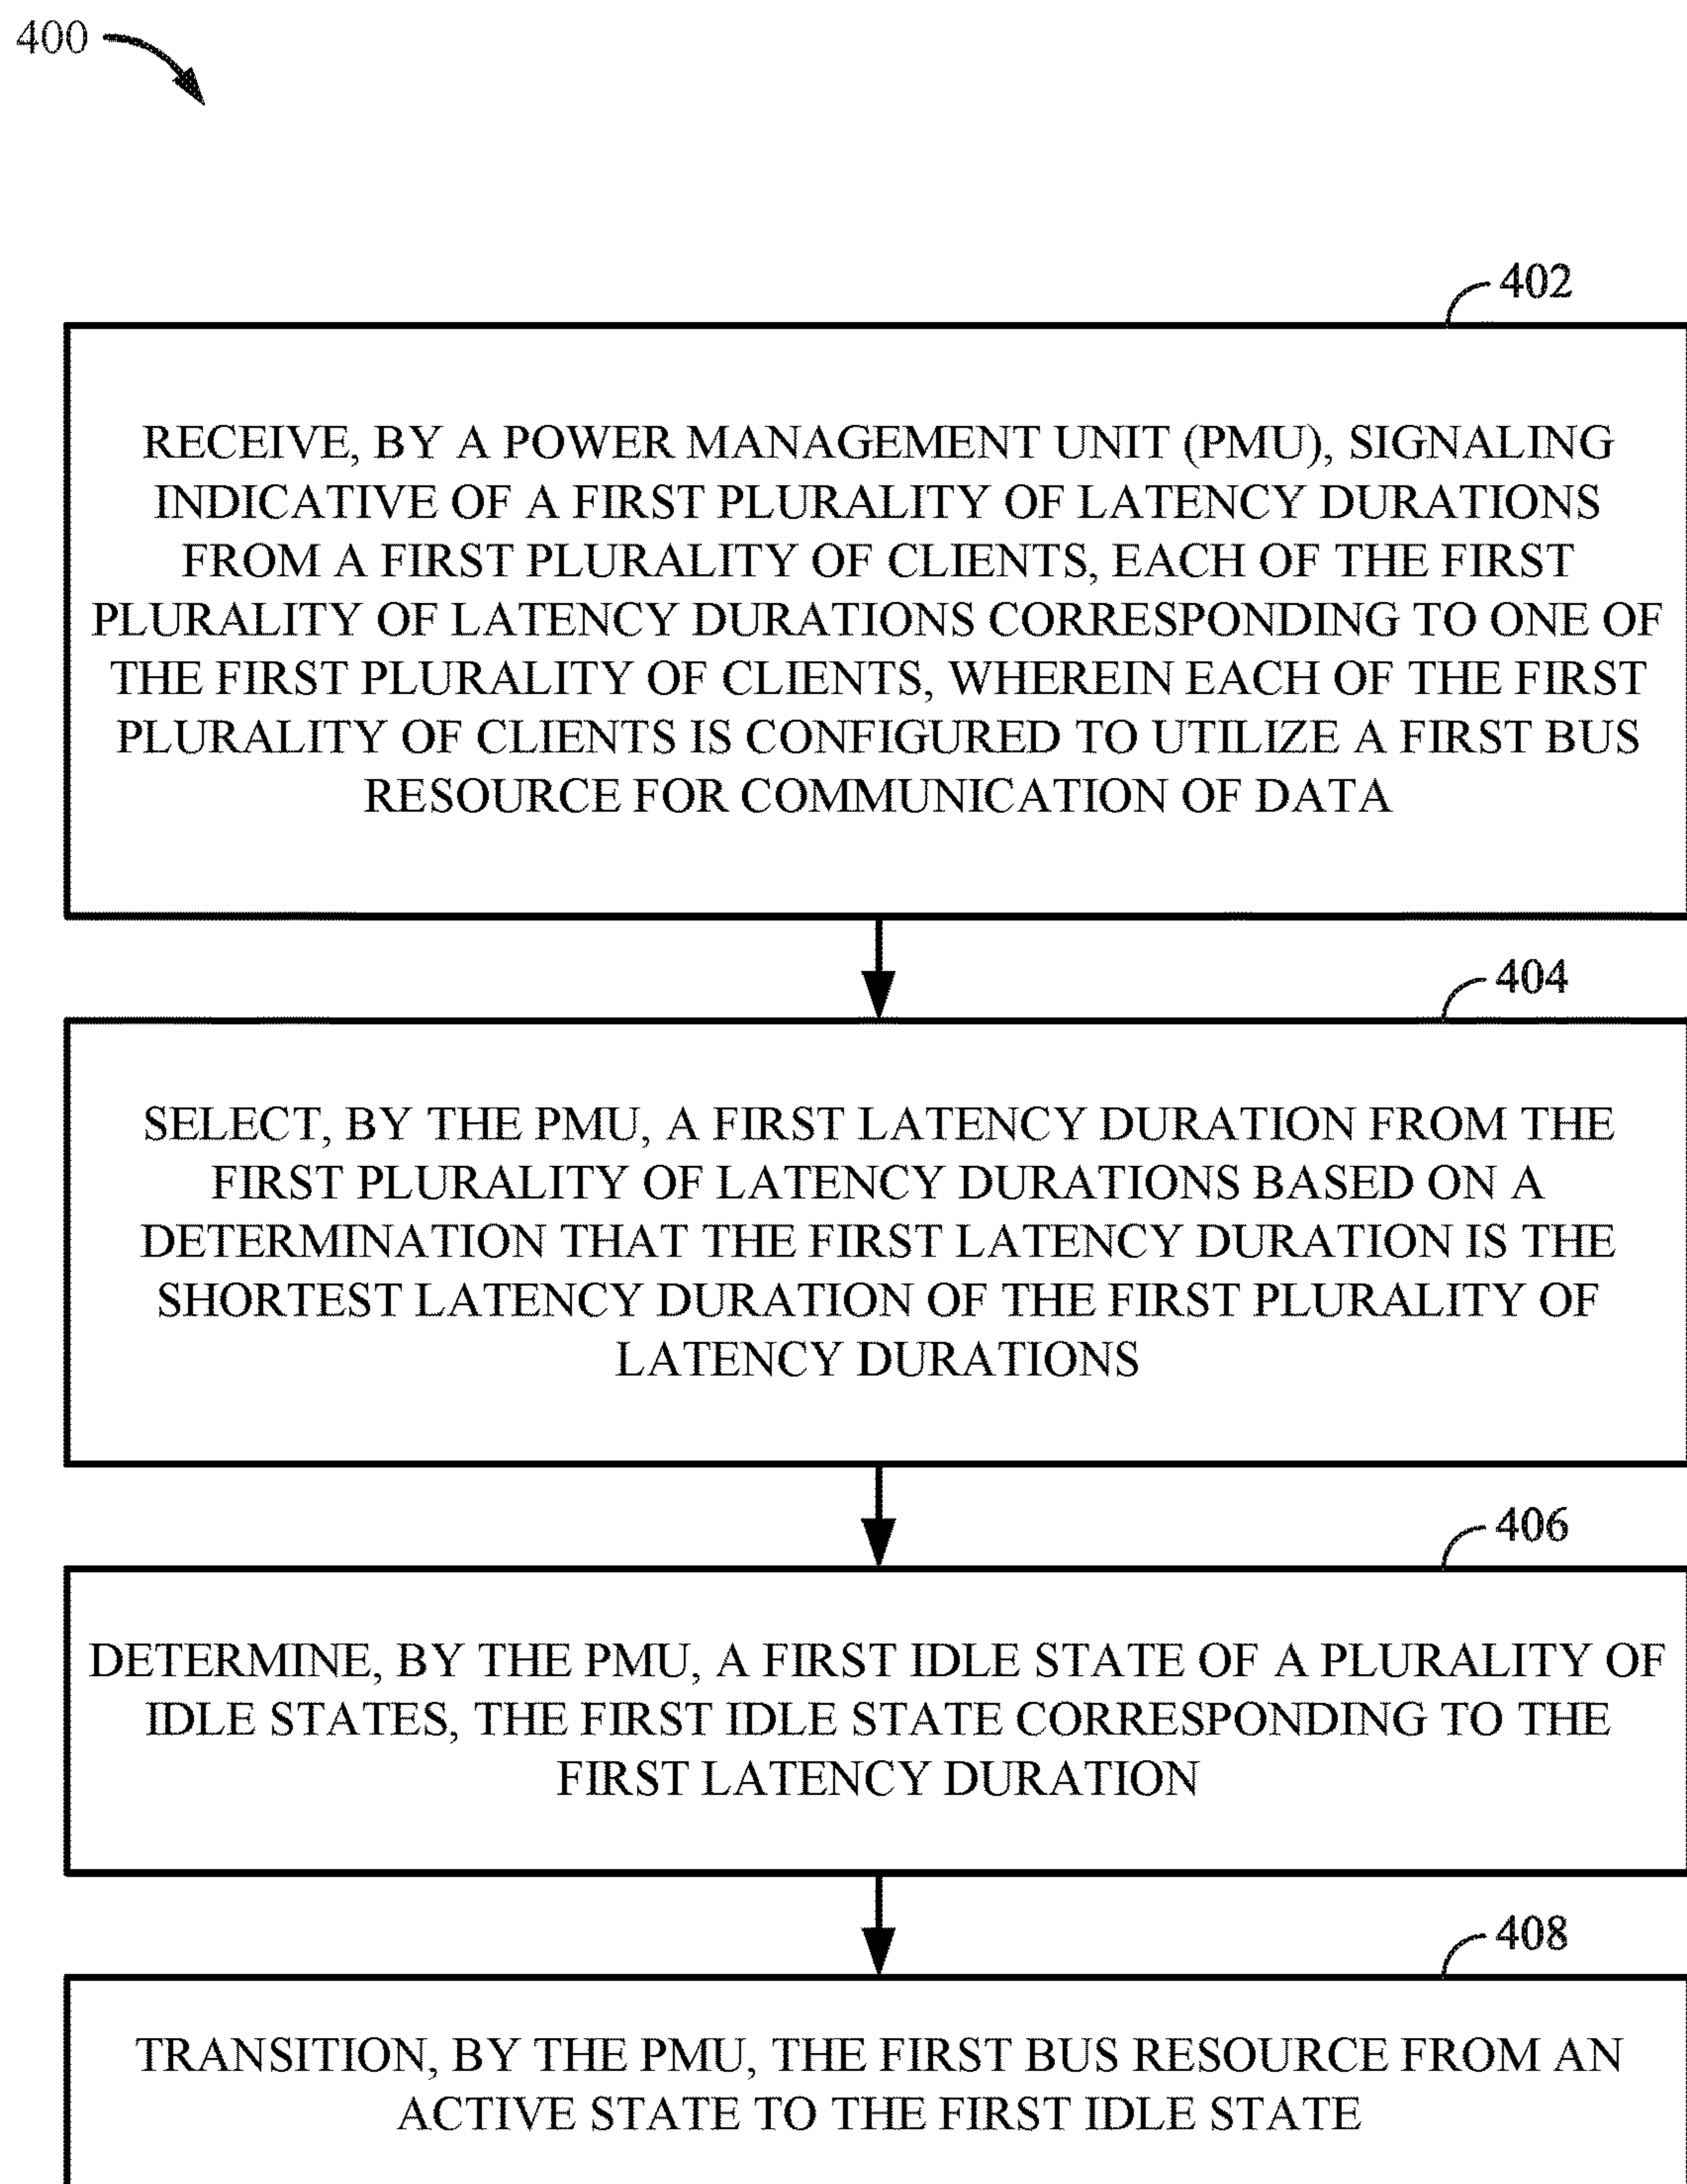 400
402
RECEIVE, BY A POWER MANAGEMENT UNIT (PMU), SIGNALING
INDICATIVE OF A FIRST PLURALITY OF LATENCY DURATIONS
FROM A FIRST PLURALITY OF CLIENTS, EACH OF THE FIRST
PLURALITY OF LATENCY DURATIONS CORRESPONDING TO ONE OF
THE FIRST PLURALITY OF CLIENTS, WHEREIN EACH OF THE FIRST
PLURALITY OF CLIENTS IS CONFIGURED TO UTILIZE A FIRST BUS
RESOURCE FOR COMMUNICATION OF DATA
404
SELECT, BY THE PMU, A FIRST LATENCY DURATION FROM THE
FIRST PLURALITY OF LATENCY DURATIONS BASED ON A
DETERMINATION THAT THE FIRST LATENCY DURATION IS THE
SHORTEST LATENCY DURATION OF THE FIRST PLURALITY OF
LATENCY DURATIONS
406
DETERMINE, BY THE PMU, A FIRST IDLE STATE OF A PLURALITY OF
IDLE STATES, THE FIRST IDLE STATE CORRESPONDING TO THE
FIRST LATENCY DURATION
408
TRANSITION, BY THE PMU, THE FIRST BUS RESOURCE FROM AN
ACTIVE STATE TO THE FIRST IDLE STATE